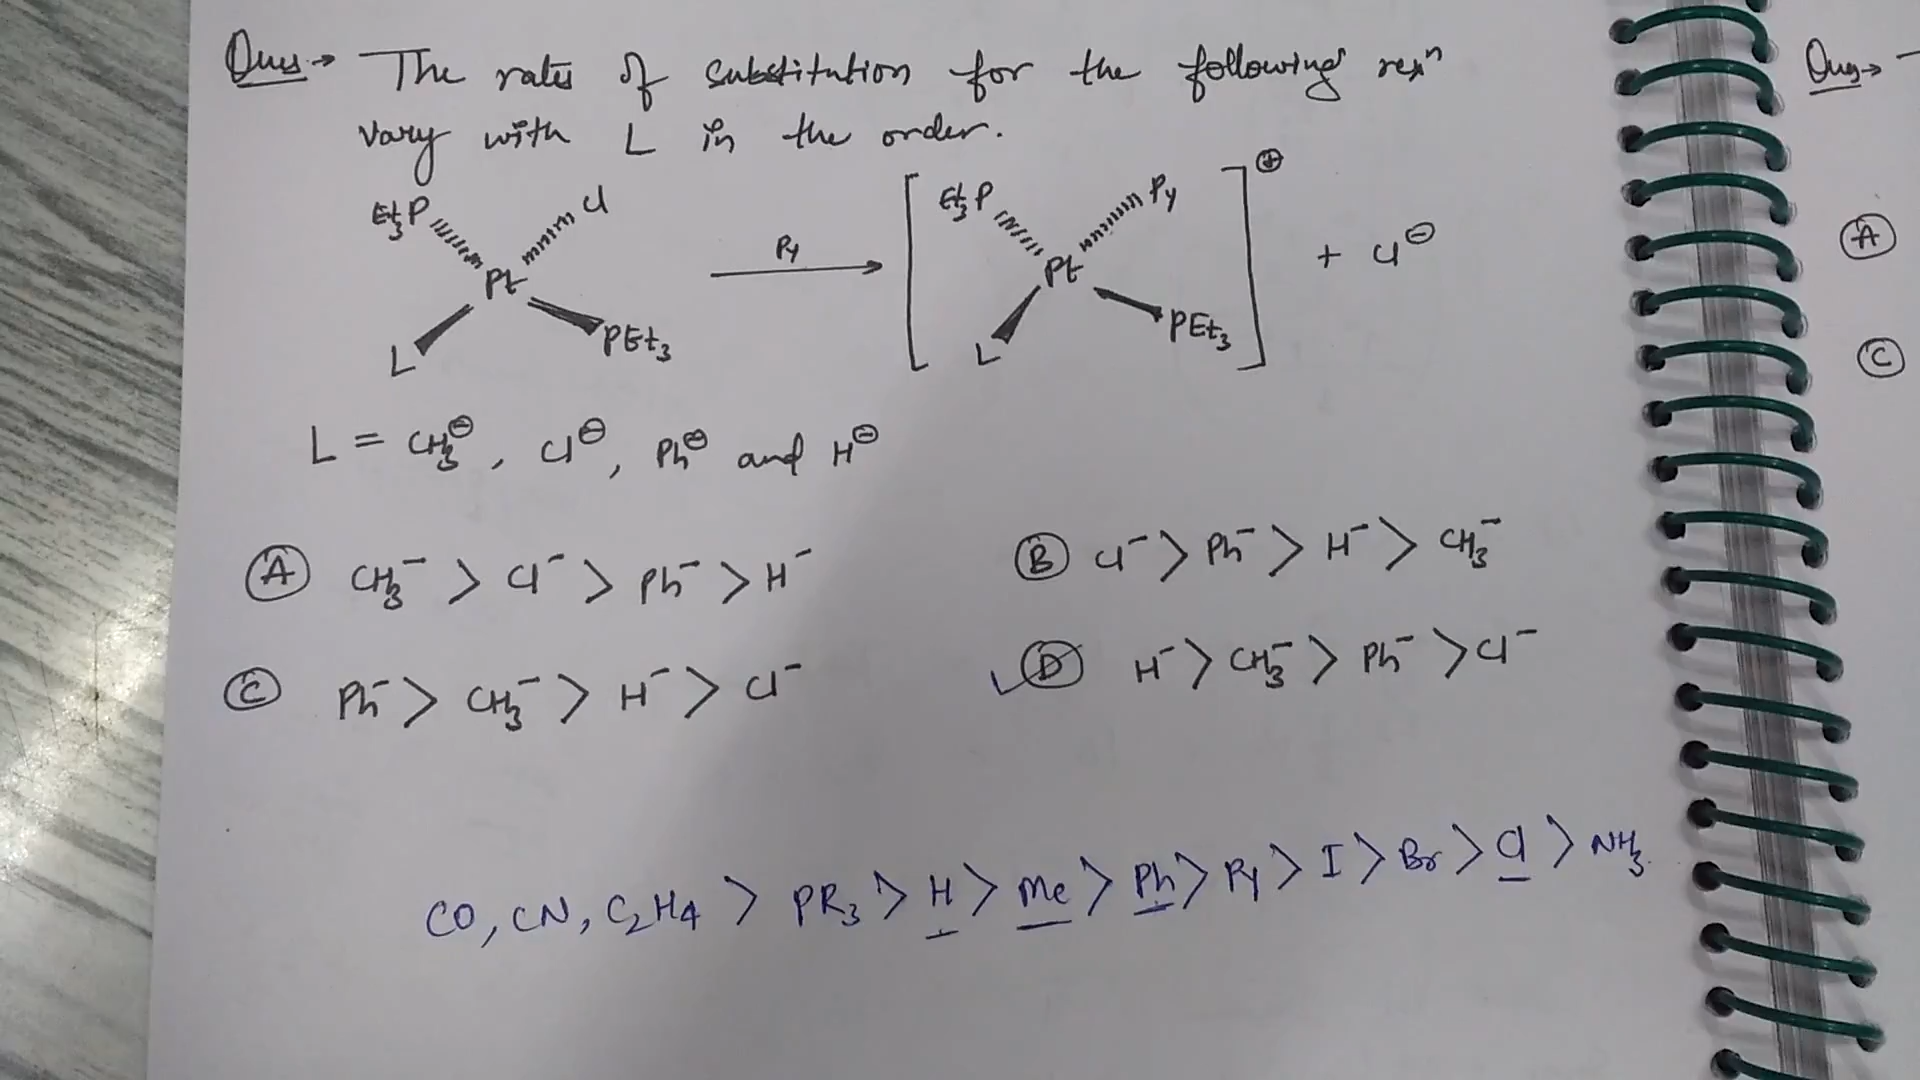 Ques → The rates of substitution for the following rexⁿ
vary with L in the order.
Et₃P Cl Pt L PEt₃
Py
[ Et₃P Py Pt L PEt₃ ]⊕ + Cl⊖
L = CH₃⊖, Cl⊖, Ph⊖ and H⊖
Ⓐ CH₃⁻ > Cl⁻ > Ph⁻ > H⁻
Ⓑ Cl⁻ > Ph⁻ > H⁻ > CH₃⁻
Ⓒ Ph⁻ > CH₃⁻ > H⁻ > Cl⁻
Ⓓ H⁻ > CH₃⁻ > Ph⁻ > Cl⁻
CO, CN, C₂H₄ > PR₃ > H > Me > Ph > Py > I > Br > Cl > NH₃.
Ques →
Ⓐ
Ⓒ